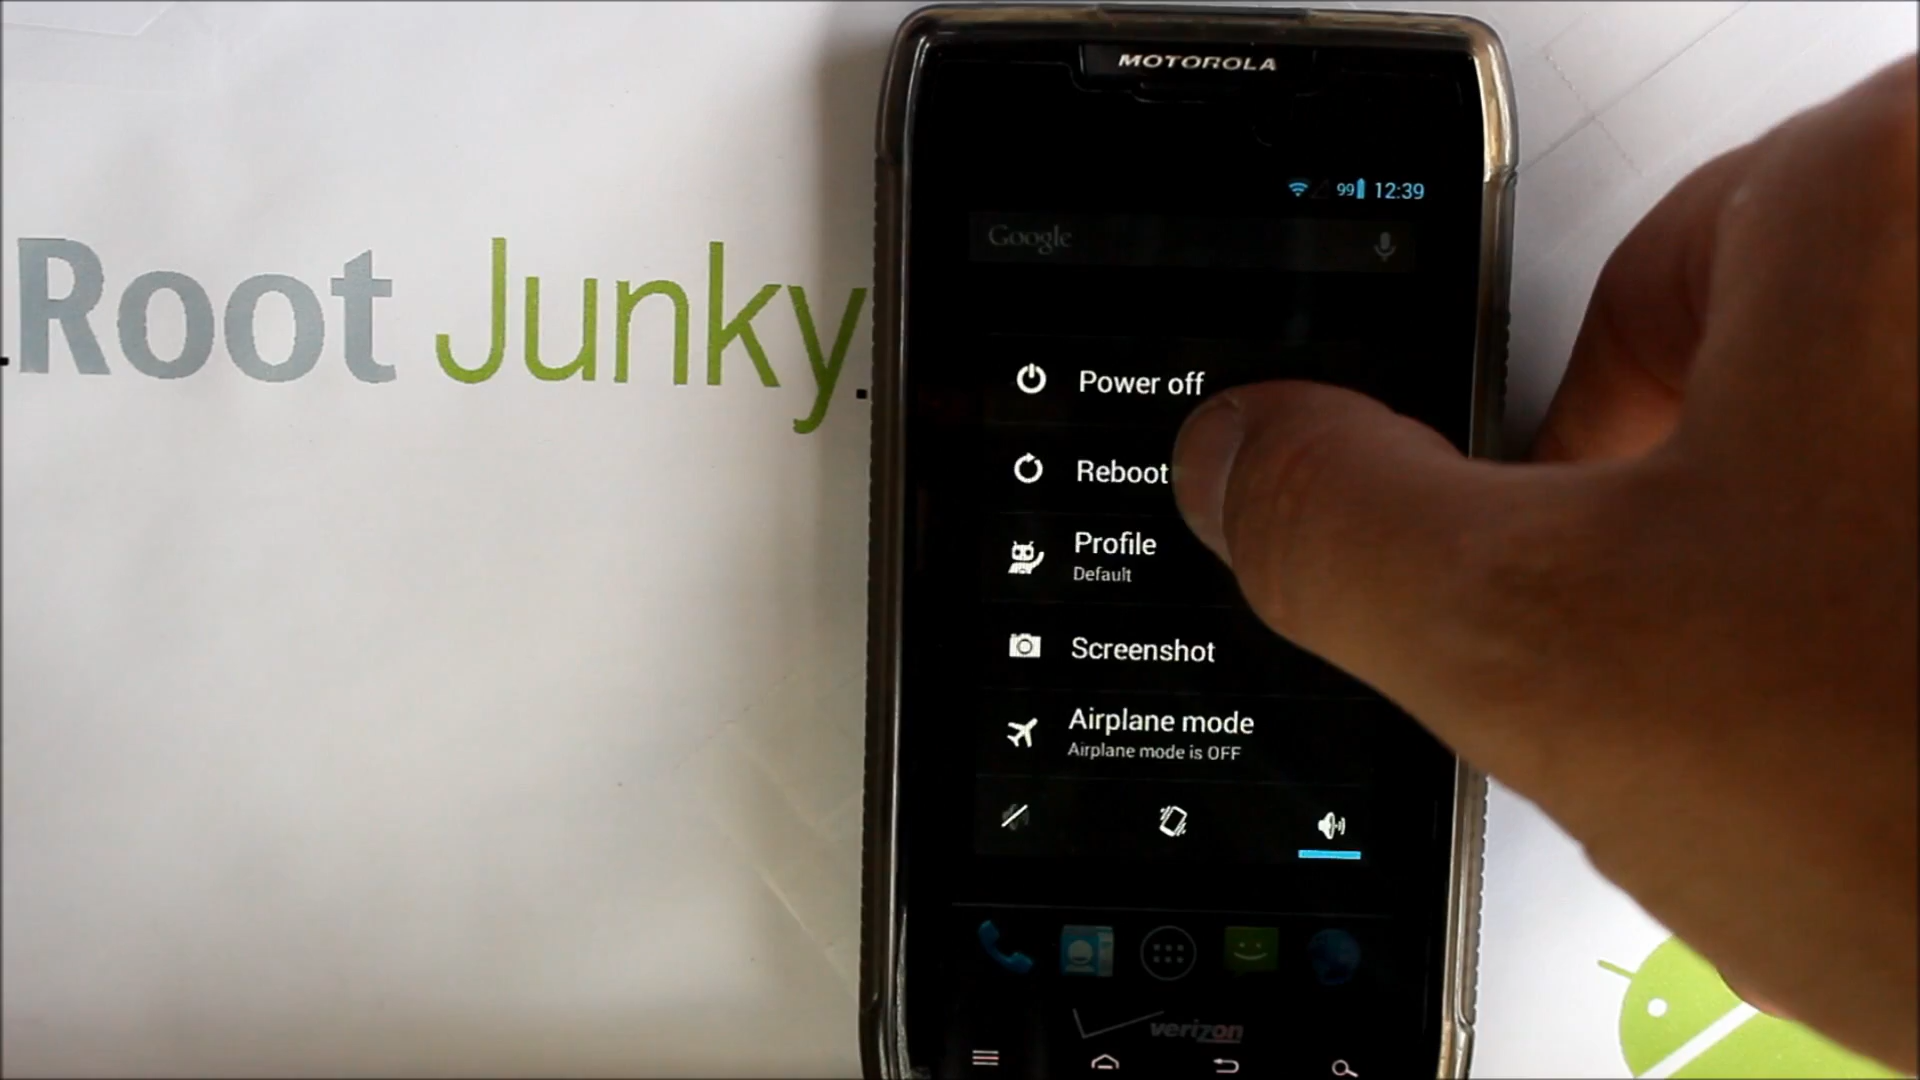 MOTOROLA
99 12:39
Google
Root Junky
Power off
Reboot
Profile
Default
Screenshot
Airplane mode
Airplane mode is OFF
verizon